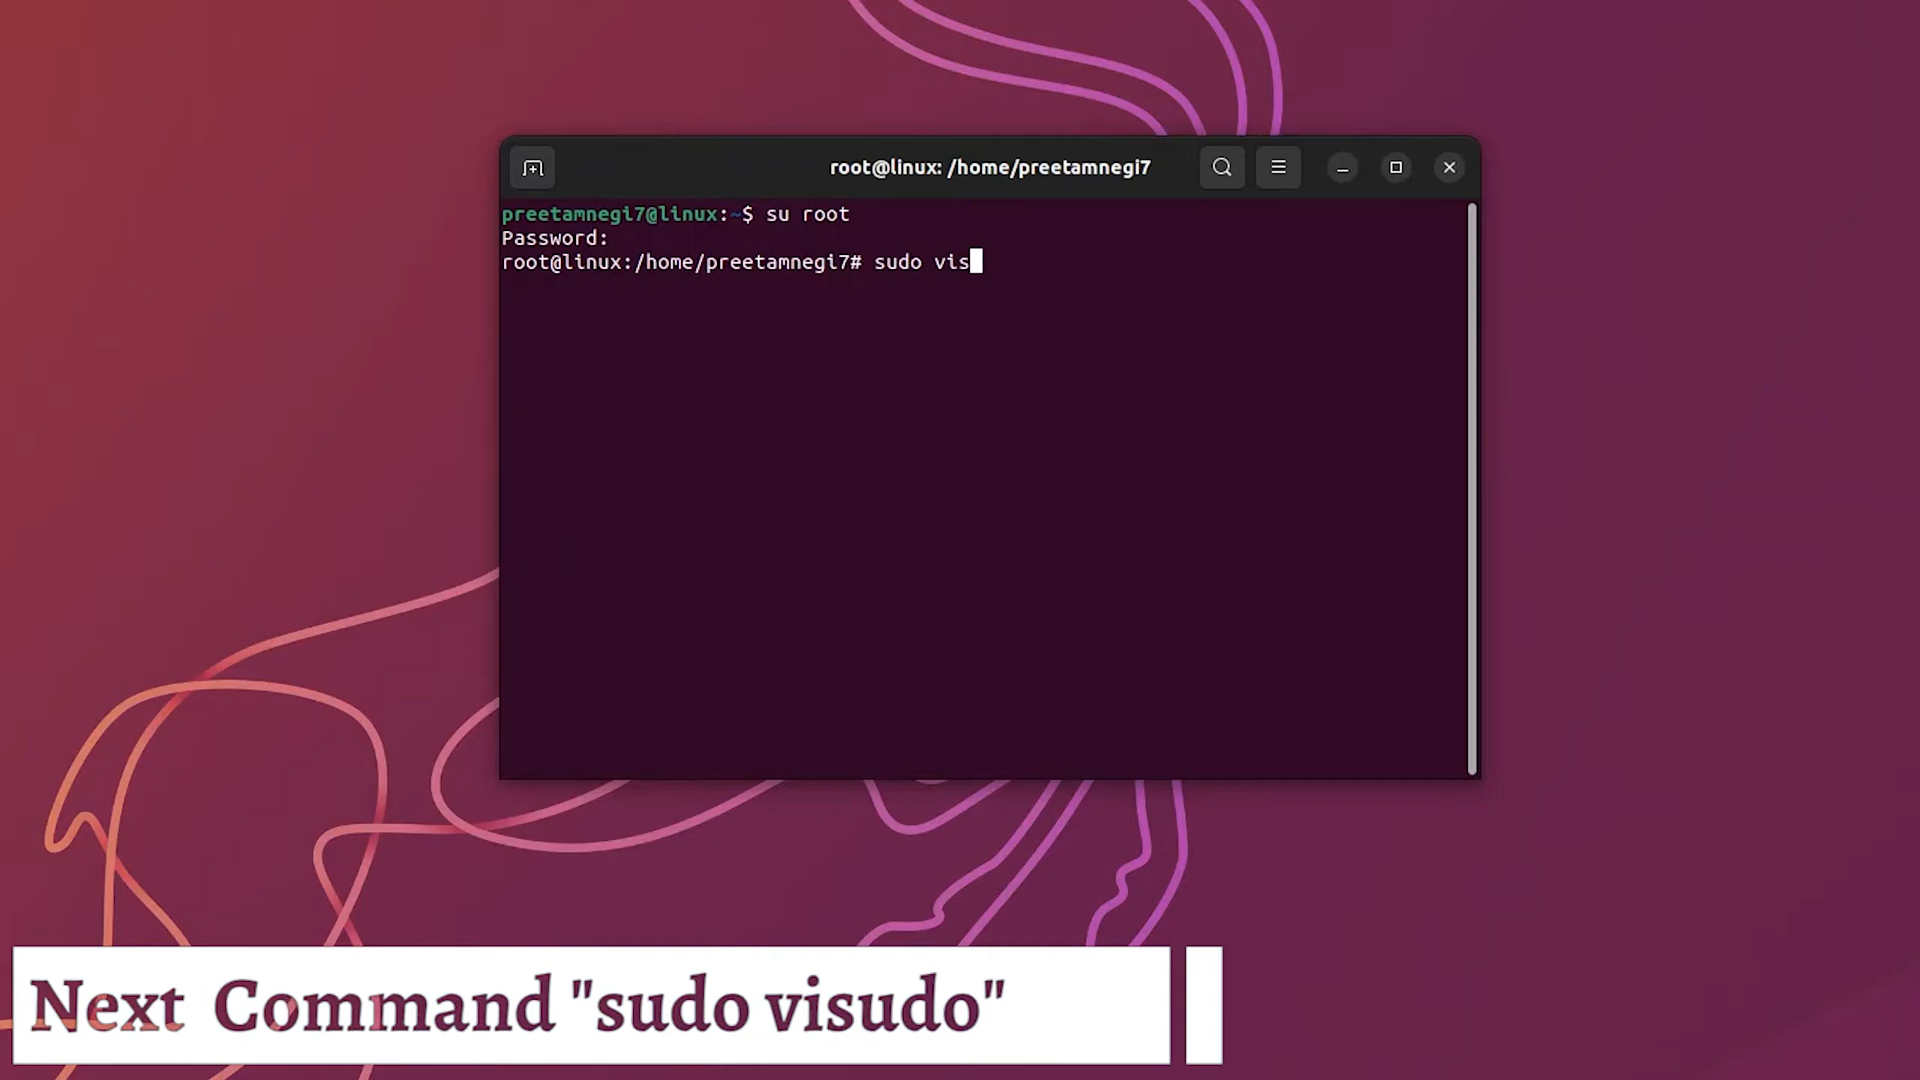 root@linux: /home/preetamnegi7
preetamnegi7@linux:~$ su root
Password:
root@linux:/home/preetamnegi7# sudo vis
Next Command "sudo visudo"